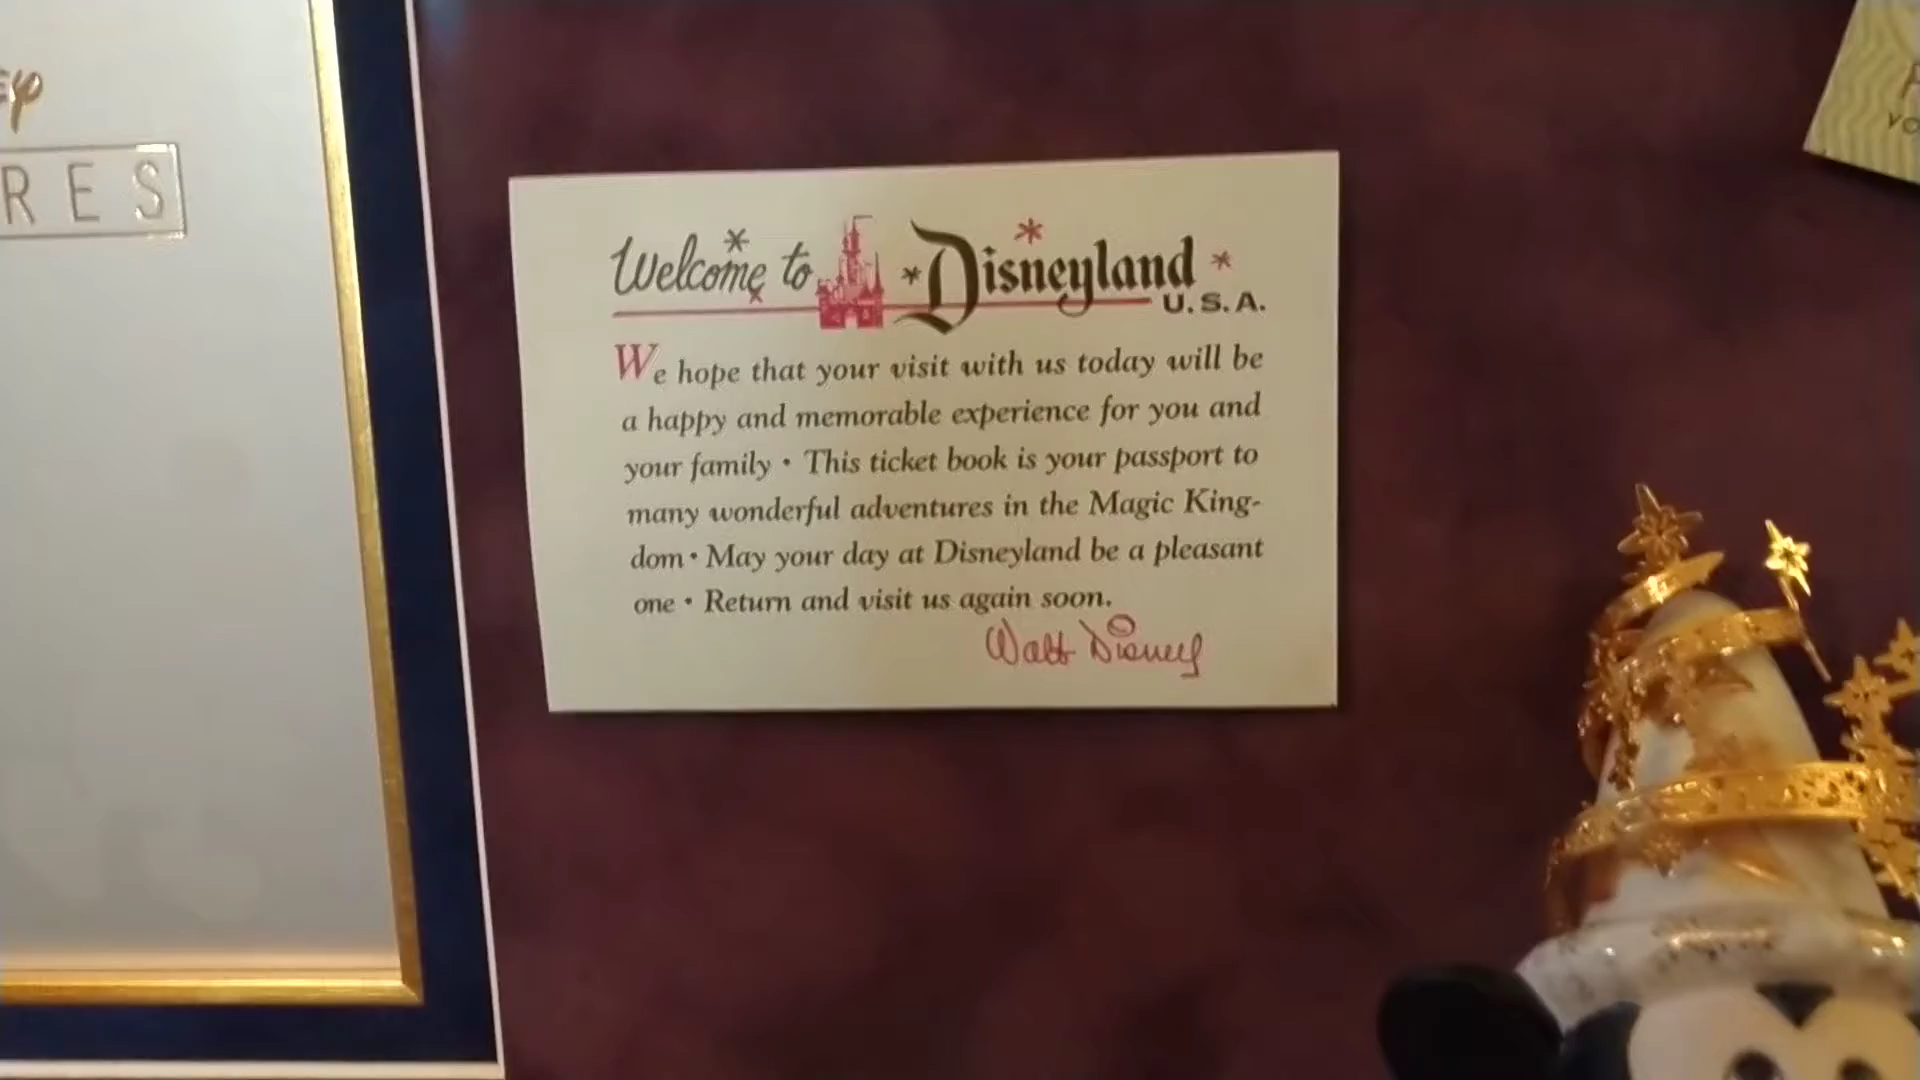 RES
Welcome to Disneyland
U.S.A.
We hope that your visit with us today will be
a happy and memorable experience for you and
your family • This ticket book is your passport to
many wonderful adventures in the Magic King-
dom • May your day at Disneyland be a pleasant
one • Return and visit us again soon.
Walt Disney